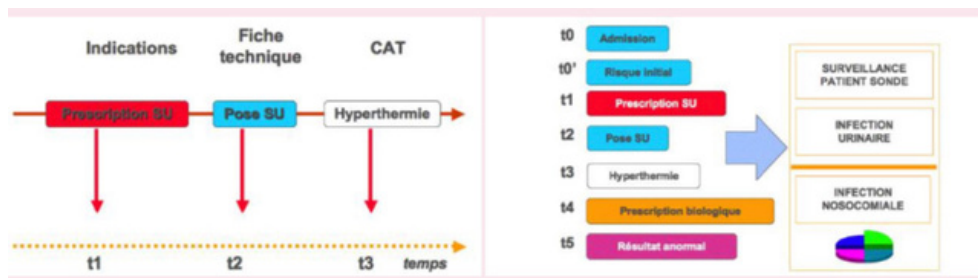 Indications
Fiche
technique
CAT
Prescription SU
Pose SU
Hyperthermie
t1
t2
t3
temps
t0
Admission
t0'
Risque initial
t1
Prescription SU
t2
Pose SU
t3
Hyperthermie
t4
Prescription biologique
t5
Résultat anormal
SURVEILLANCE
PATIENT SONDE
INFECTION
URINAIRE
INFECTION
NOSOCOMIALE